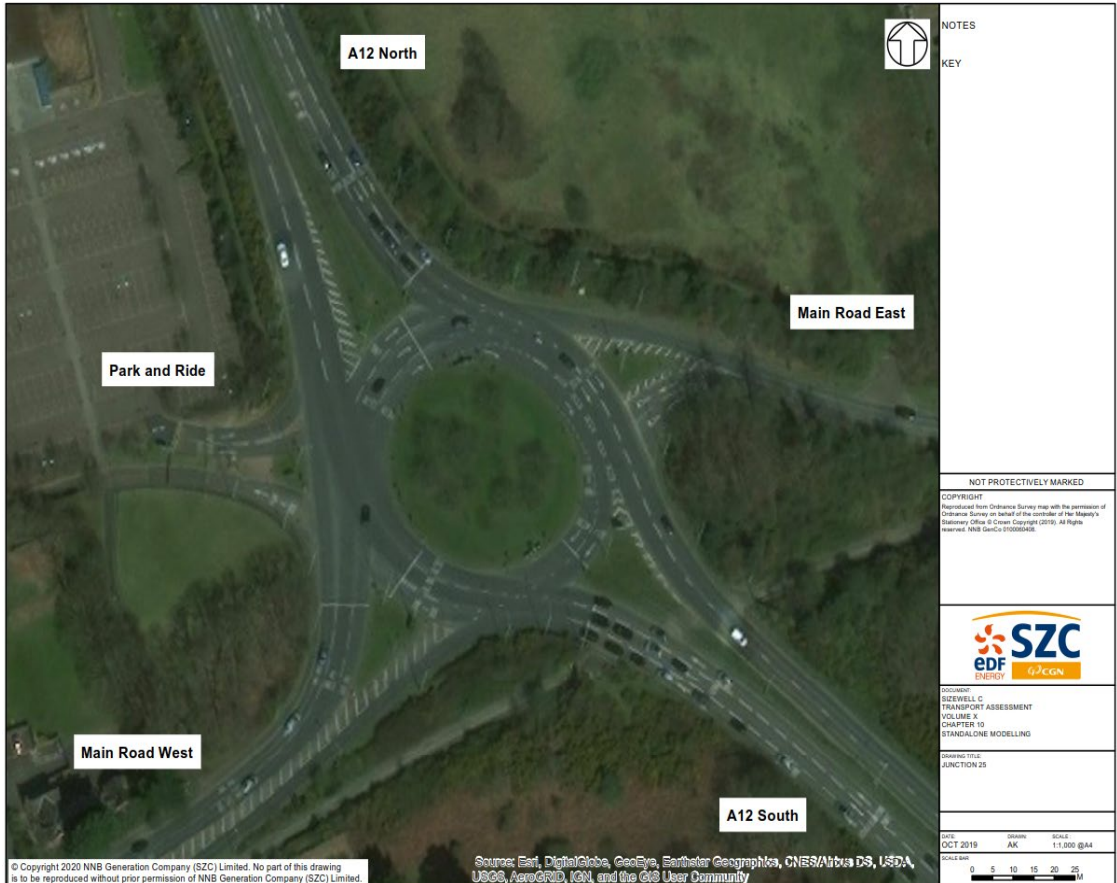 A12 North
Main Road East
Park and Ride
Main Road West
A12 South
© Copyright 2020 NNB Generation Company (SZC) Limited. No part of this drawing
is to be reproduced without prior permission of NNB Generation Company (SZC) Limited.
Source: Esri, DigitalGlobe, GeoEye, Earthstar Geographics, CNES/Airbus DS, USDA,
USGS, AeroGRID, IGN, and the GIS User Community
NOTES
KEY
NOT PROTECTIVELY MARKED
COPYRIGHT
Reproduced from Ordnance Survey map with the permission of
Ordnance Survey on behalf of the controller of Her Majesty's
Stationery Office © Crown Copyright (2019). All Rights
reserved. NNB GenCo
eDF
ENERGY
SZC
CGN
DOCUMENT:
SIZEWELL C
TRANSPORT ASSESSMENT
VOLUME X
CHAPTER 10
STANDALONE MODELLING
DRAWING TITLE:
JUNCTION 25
DATE: DRAWN: SCALE:
OCT 2019 AK 1:1,000 @A4
SCALE BAR
0 5 10 15 20 25
M